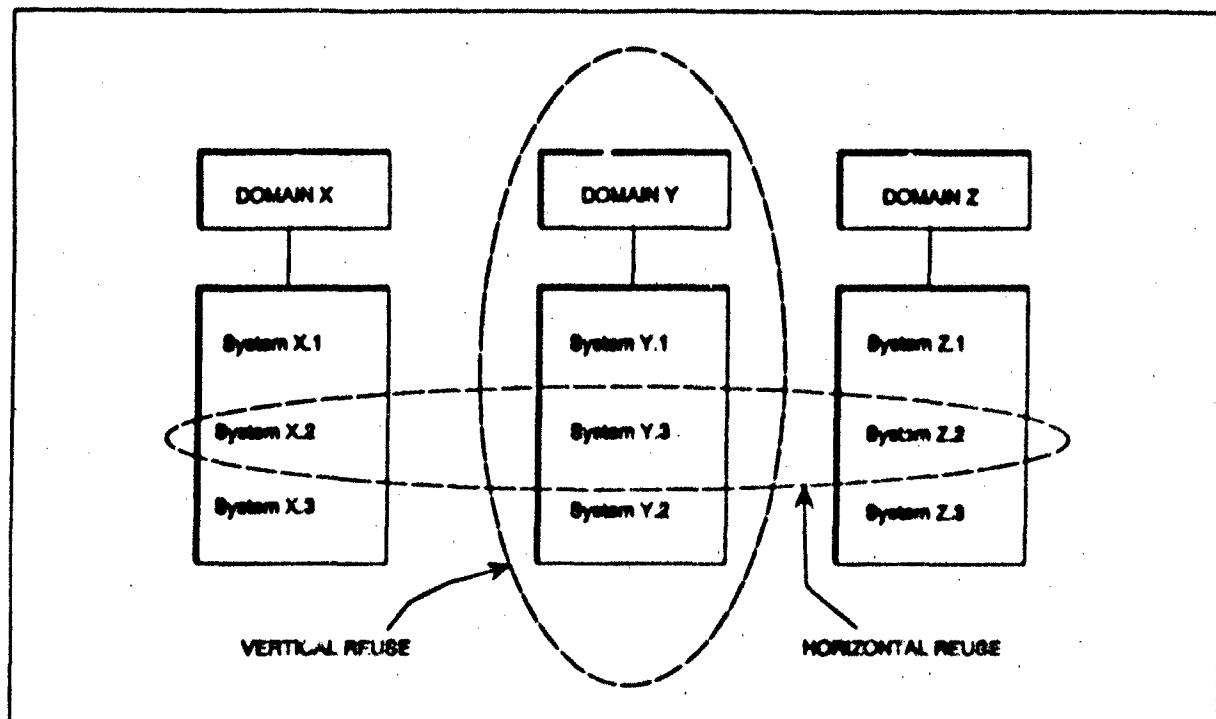 DOMAIN X
DOMAIN Y
DOMAIN Z
System X.1
System Y.1
System Z.1
System X.2
System Y.3
System Z.2
System X.3
System Y.2
System Z.3
VERTICAL REUSE
HORIZONTAL REUSE